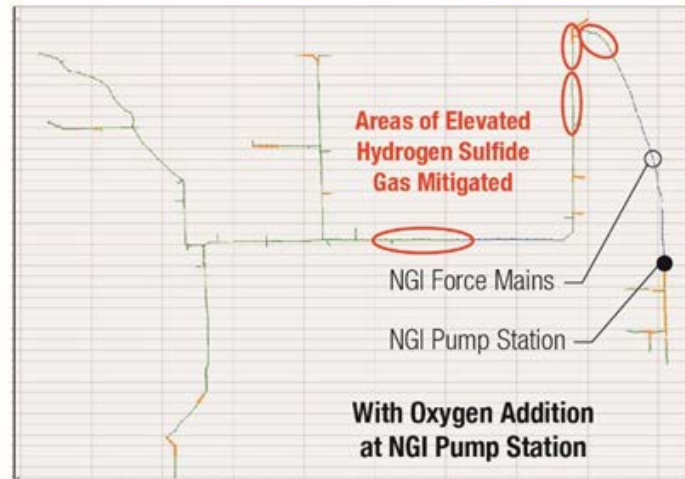 Areas of Elevated
Hydrogen Sulfide
Gas Mitigated
NGI Force Mains
NGI Pump Station
With Oxygen Addition
at NGI Pump Station